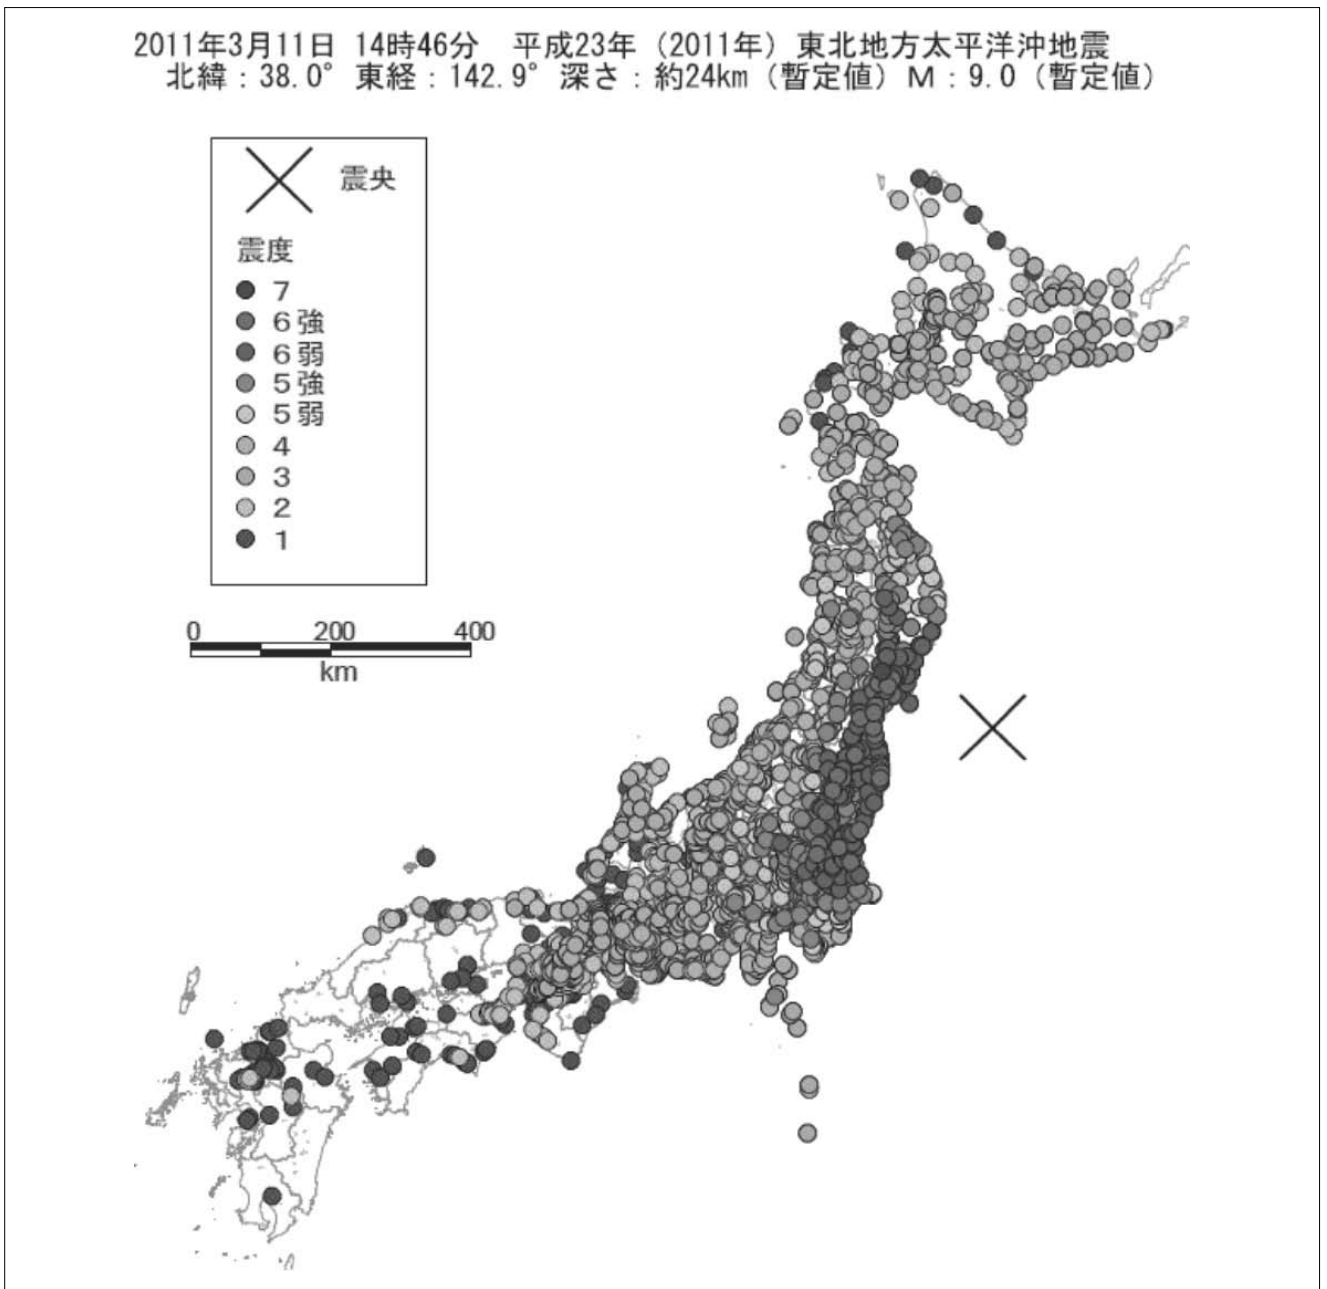 2011年3月11日 14時46分 平成23年（2011年）東北地方太平洋沖地震
北緯：38.0° 東経：142.9° 深さ：約24km（暫定値）M：9.0（暫定値）
震央
震度
7
6強
6弱
5強
5弱
4
3
2
1
0 200 400
km